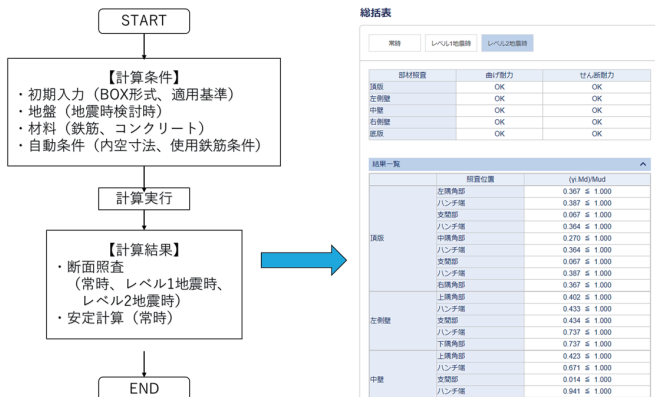 START
【計算条件】
・初期入力（BOX形式、適用基準）
・地盤（地震時検討時）
・材料（鉄筋、コンクリート）
・自動条件（内空寸法、使用鉄筋条件）
計算実行
【計算結果】
・断面照査
（常時、レベル1地震時、
レベル2地震時）
・安定計算（常時）
END
総括表
常時 レベル1地震時 レベル2地震時
部材照査 曲げ耐力 せん断耐力
頂版 OK OK
左側壁 OK OK
中壁 OK OK
右側壁 OK OK
底版 OK OK
結果一覧
照査位置 (γi.Md)/Mud
頂版
左隅角部 0.367 ≦ 1.000
ハンチ端 0.387 ≦ 1.000
支間部 0.067 ≦ 1.000
ハンチ端 0.364 ≦ 1.000
中隅角部 0.270 ≦ 1.000
ハンチ端 0.364 ≦ 1.000
支間部 0.067 ≦ 1.000
ハンチ端 0.387 ≦ 1.000
右隅角部 0.367 ≦ 1.000
左側壁
上隅角部 0.402 ≦ 1.000
ハンチ端 0.433 ≦ 1.000
支間部 0.434 ≦ 1.000
ハンチ端 0.737 ≦ 1.000
下隅角部 0.737 ≦ 1.000
中壁
上隅角部 0.423 ≦ 1.000
ハンチ端 0.671 ≦ 1.000
支間部 0.014 ≦ 1.000
ハンチ端 0.941 ≦ 1.000